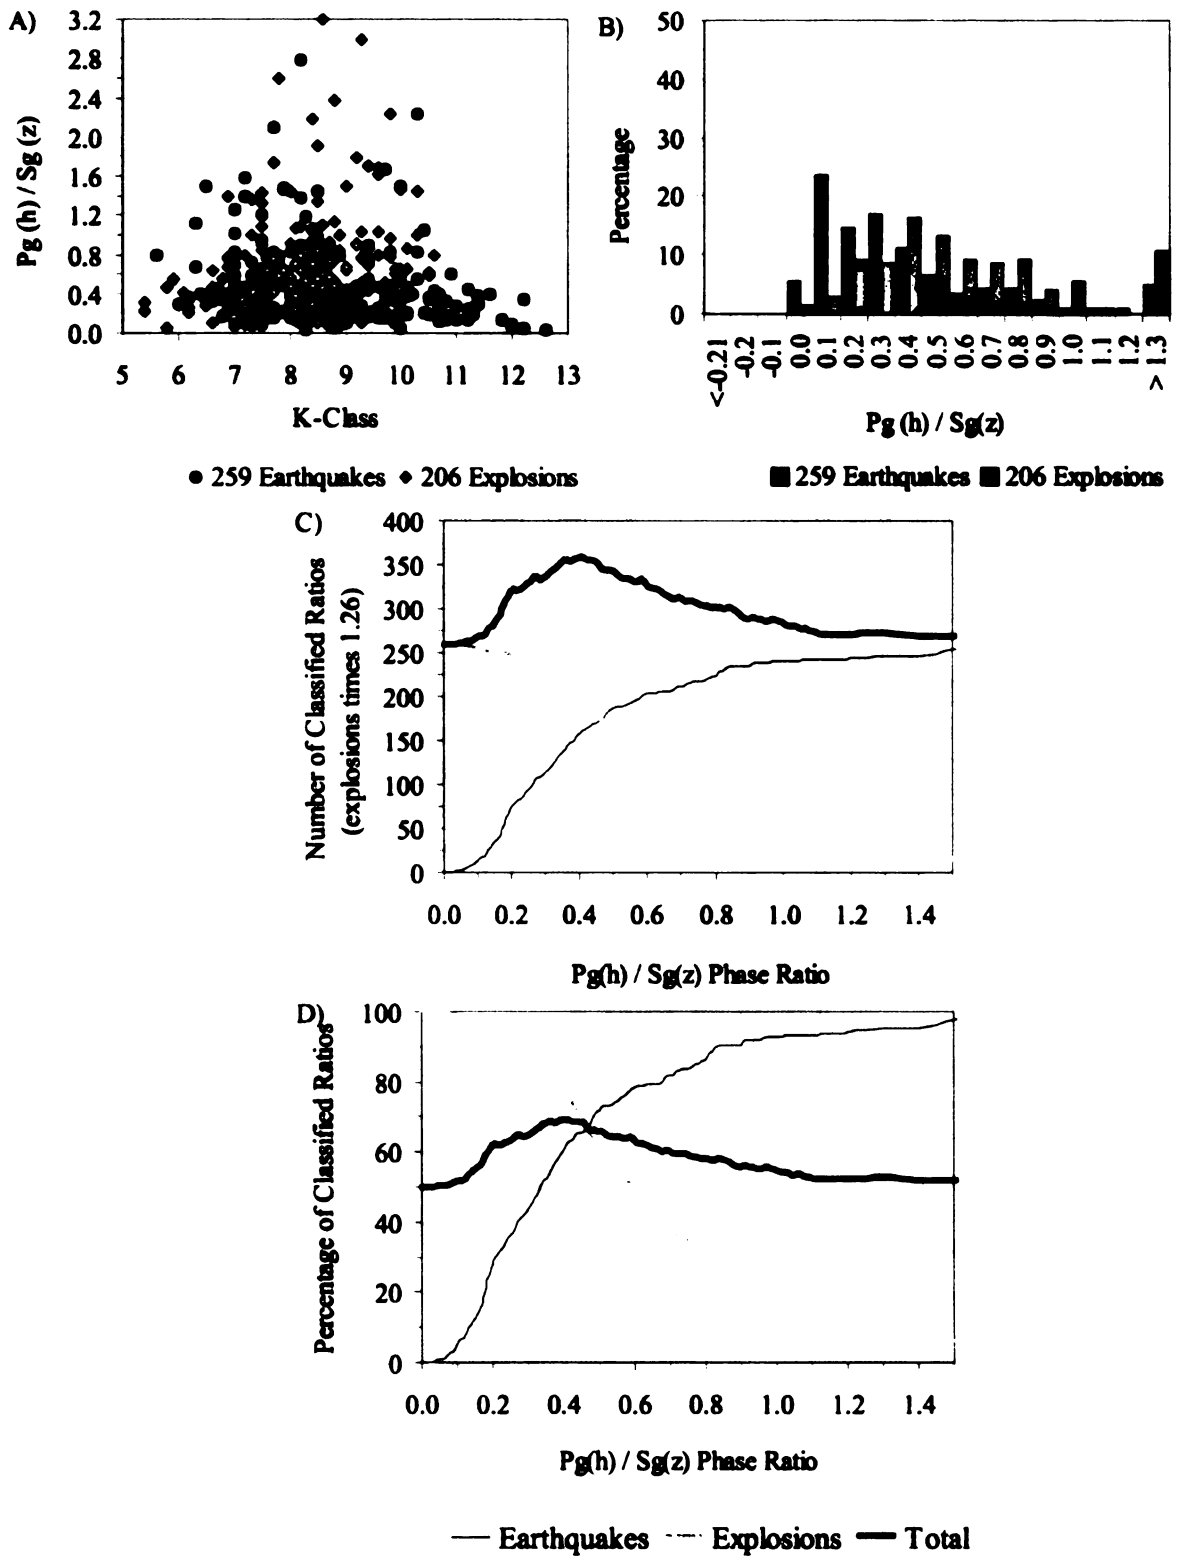 A)
3.2
2.8
2.4
2.0
1.6
1.2
0.8
0.4
0.0
Pg (h) / Sg (z)
5 6 7 8 9 10 11 12 13
K-Class
259 Earthquakes 206 Explosions
B)
50
40
30
20
10
0
Percentage
<-0.21 -0.2 -0.1 0.0 0.1 0.2 0.3 0.4 0.5 0.6 0.7 0.8 0.9 1.0 1.1 1.2 > 1.3
Pg (h) / Sg(z)
259 Earthquakes 206 Explosions
C)
400
350
300
250
200
150
100
50
0
Number of Classified Ratios
(explosions times 1.26)
0.0 0.2 0.4 0.6 0.8 1.0 1.2 1.4
Pg(h) / Sg(z) Phase Ratio
D)
100
80
60
40
20
0
Percentage of Classified Ratios
0.0 0.2 0.4 0.6 0.8 1.0 1.2 1.4
Pg(h) / Sg(z) Phase Ratio
Earthquakes Explosions Total